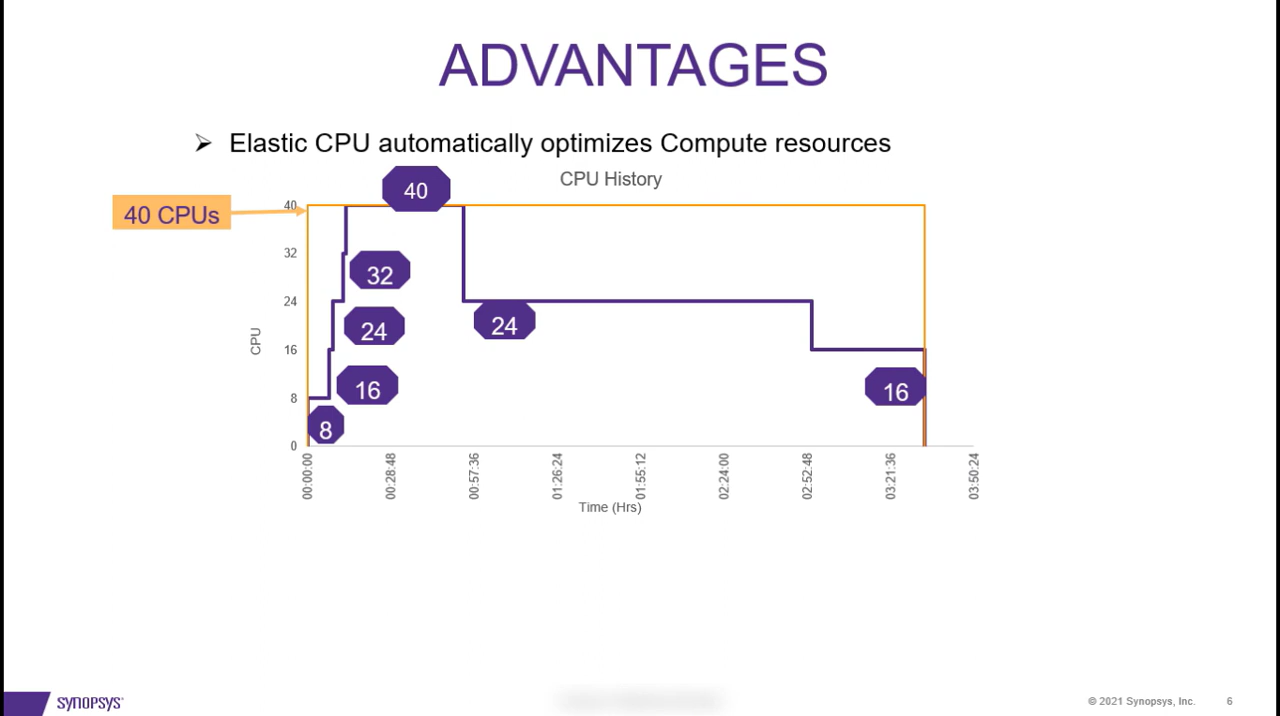 ADVANTAGES
➢ Elastic CPU automatically optimizes Compute resources
CPU History
40 CPUs
40
40
32
32
24
24
24
CPU
16
16
16
8
8
0
00:00:00
00:28:48
00:57:36
01:26:24
01:55:12
02:24:00
02:52:48
03:21:36
03:50:24
Time (Hrs)
SYNOPSYS®
© 2021 Synopsys, Inc.
6